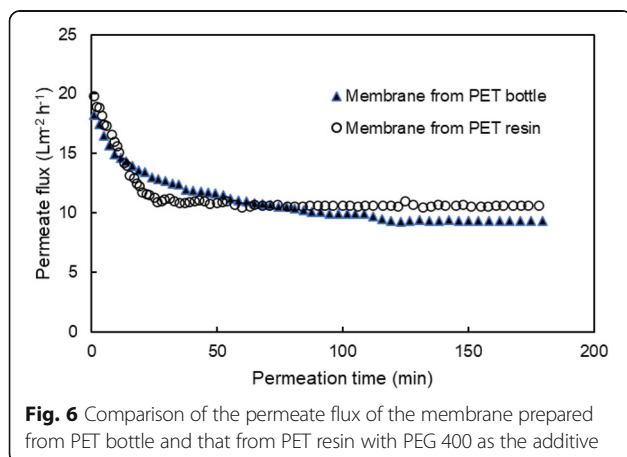 25
20
15
10
5
0
Permeate flux (Lm⁻² h⁻¹)
▲ Membrane from PET bottle
○ Membrane from PET resin
0 50 100 150 200
Permeation time (min)
Fig. 6 Comparison of the permeate flux of the membrane prepared
from PET bottle and that from PET resin with PEG 400 as the additive